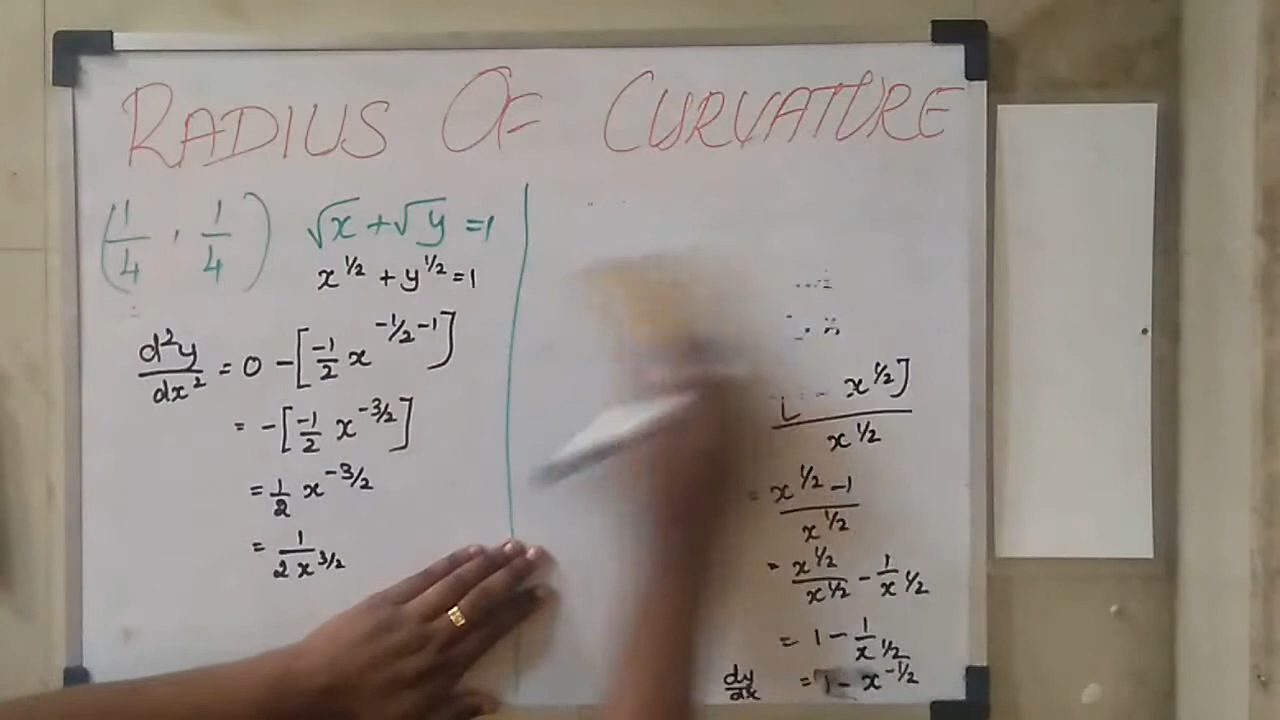 RADIUS OF CURVATURE
(1/4, 1/4) √x + √y = 1
x^1/2 + y^1/2 = 1
d²y/dx² = 0 - [-1/2 x^-1/2-1]
= -[-1/2 x^-3/2]
= 1/2 x^-3/2
= 1/2x^3/2
x^1/2]/x^1/2
= x^1/2 - 1/x^1/2
= x^1/2/x^1/2 - 1/x^1/2
= 1 - 1/x^1/2
dy/dx = 1 - x^-1/2